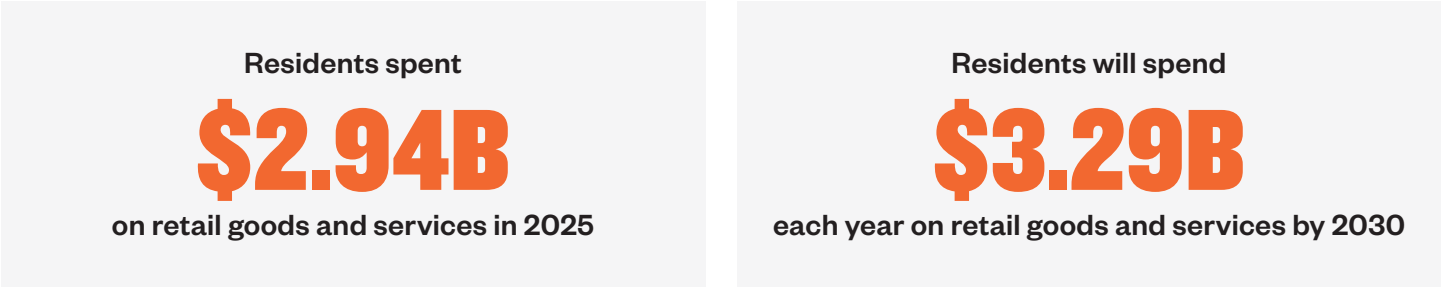 Residents spent
$2.94B
on retail goods and services in 2025
Residents will spend
$3.29B
each year on retail goods and services by 2030